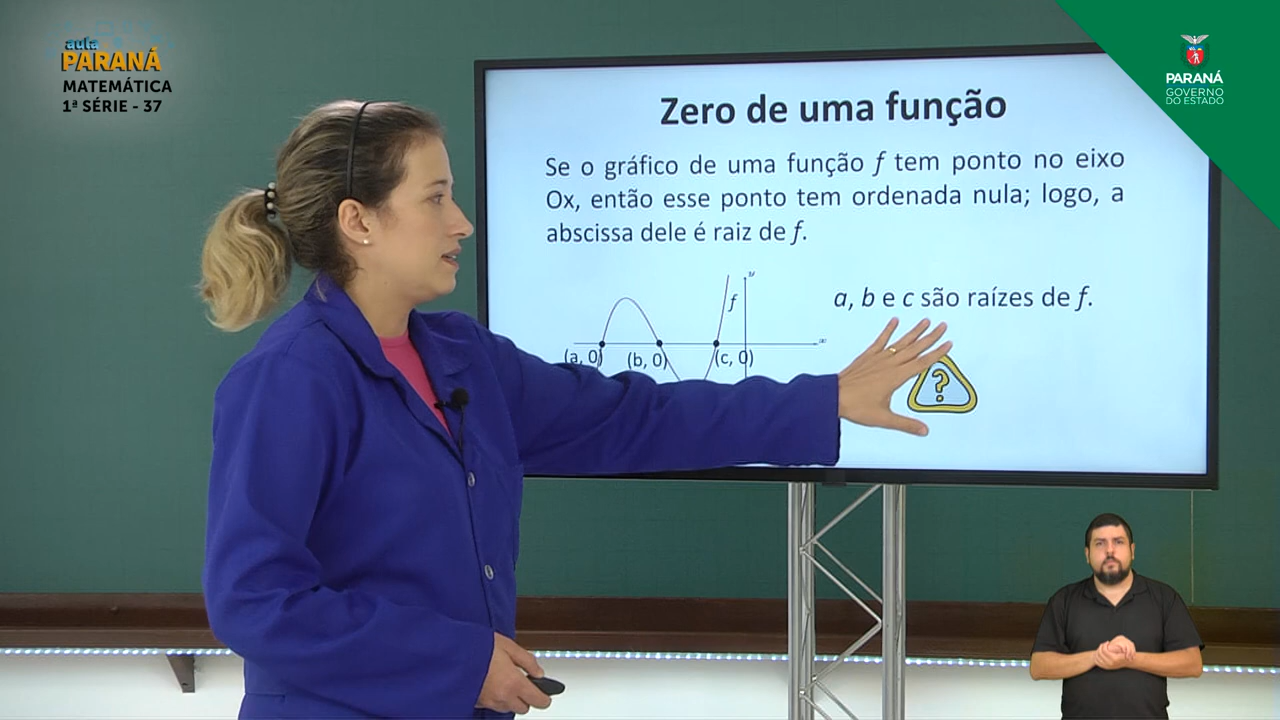 aula
PARANÁ
MATEMÁTICA
1ª SÉRIE - 37
PARANÁ
GOVERNO
DO ESTADO
Zero de uma função
Se o gráfico de uma função f tem ponto no eixo
Ox, então esse ponto tem ordenada nula; logo, a
abscissa dele é raiz de f.
y
f
x
(a, 0)
(b, 0)
(c, 0)
a, b e c são raízes de f.
?